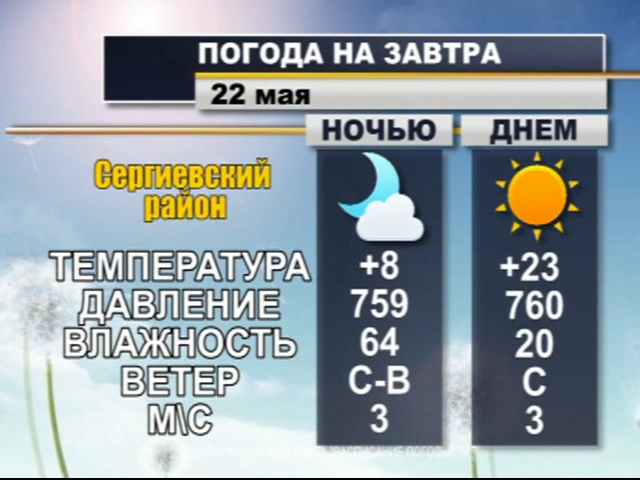 ПОГОДА НА ЗАВТРА
22 мая
НОЧЬЮ ДНЕМ
Сергиевский
район
ТЕМПЕРАТУРА +8 +23
ДАВЛЕНИЕ 759 760
ВЛАЖНОСТЬ 64 20
ВЕТЕР С-В С
М\С 3 3